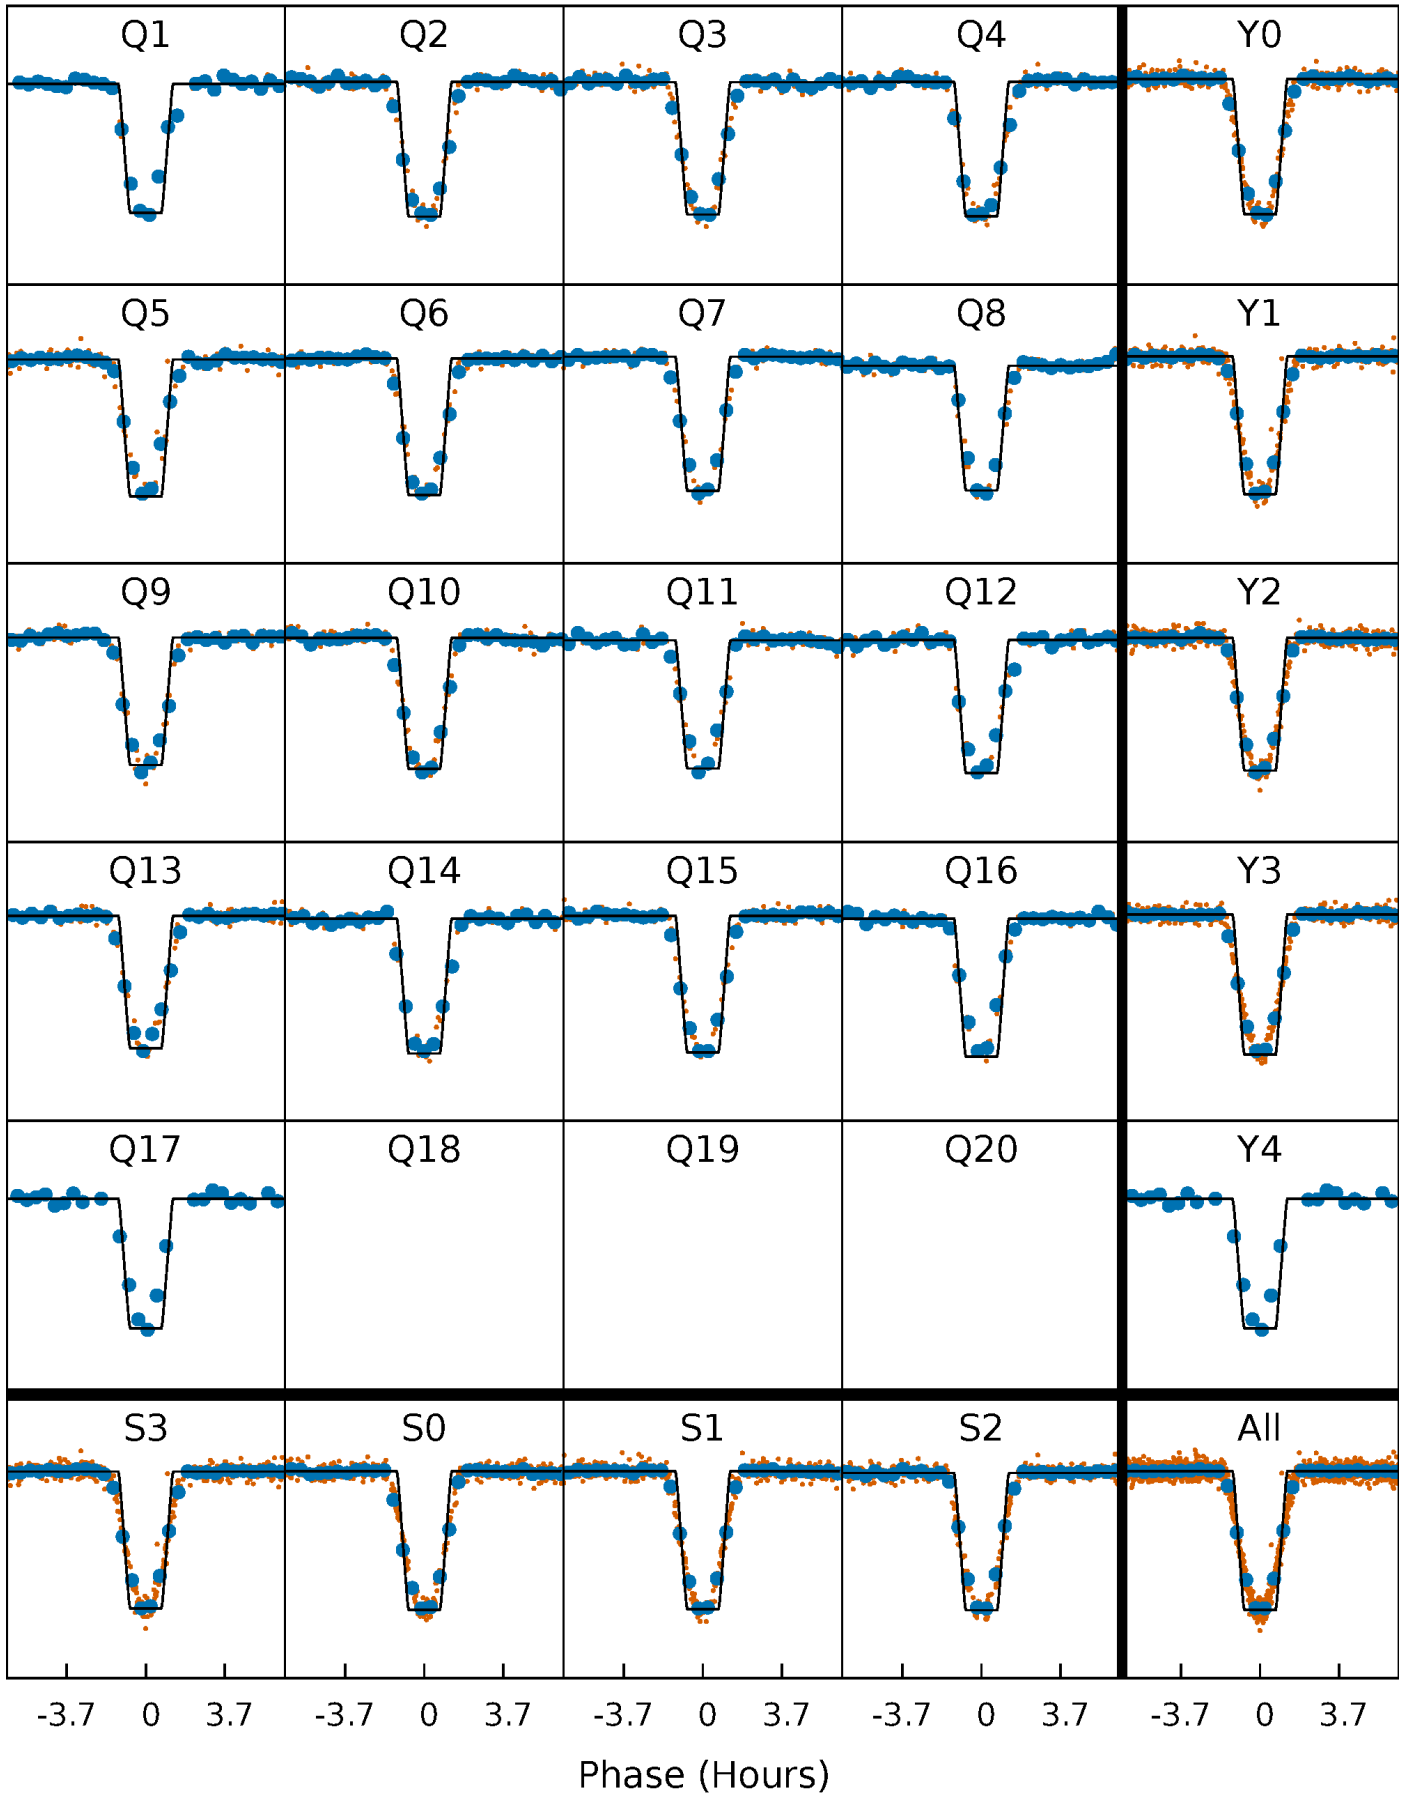 Q1 Q2 Q3 Q4 Y0
Q5 Q6 Q7 Q8 Y1
Q9 Q10 Q11 Q12 Y2
Q13 Q14 Q15 Q16 Y3
Q17 Q18 Q19 Q20 Y4
S3 S0 S1 S2 All
-3.7 0 3.7 -3.7 0 3.7 -3.7 0 3.7 -3.7 0 3.7 -3.7 0 3.7
Phase (Hours)